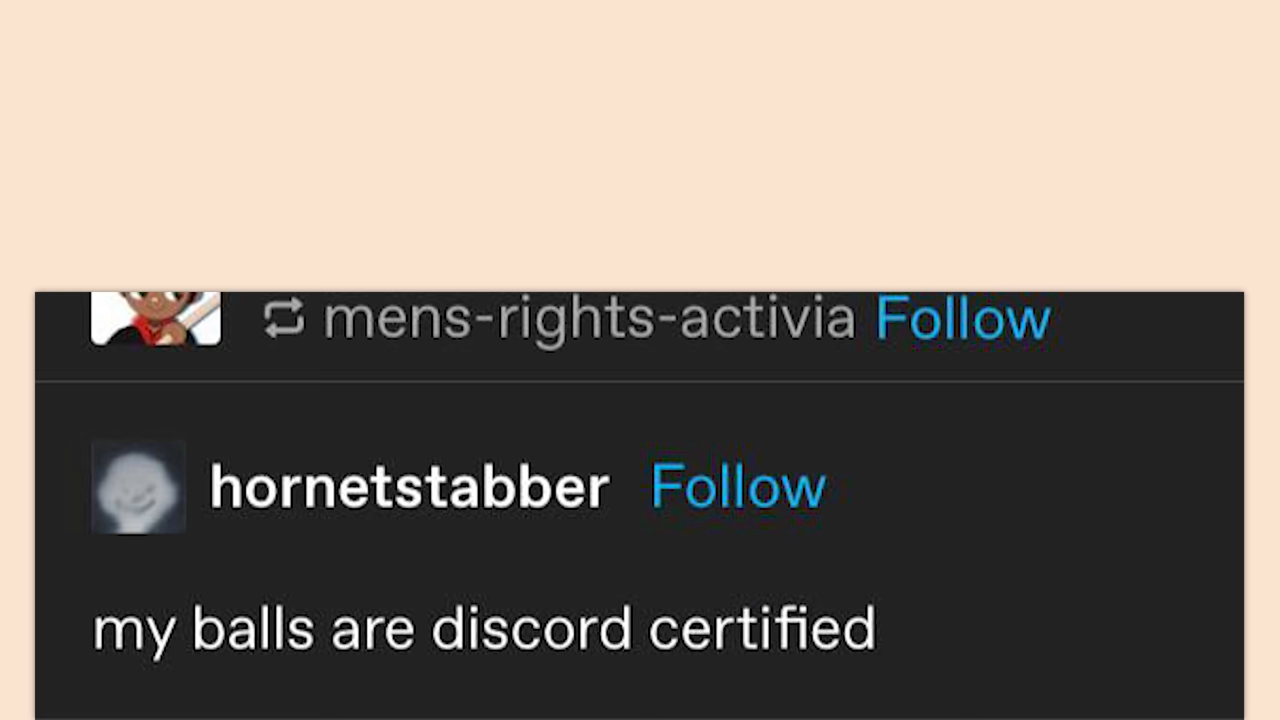 mens-rights-activia Follow
hornetstabber Follow
my balls are discord certified